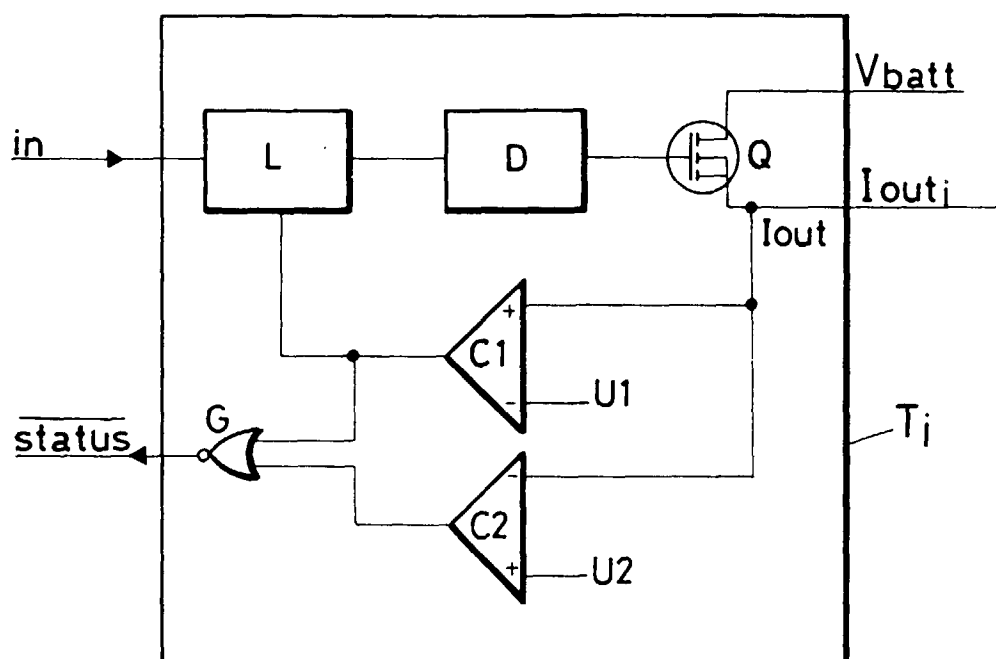 Vbatt
in
L
D
Q
Iouti
Iout
+
C1
-
U1
G
status
Ti
-
C2
+
U2